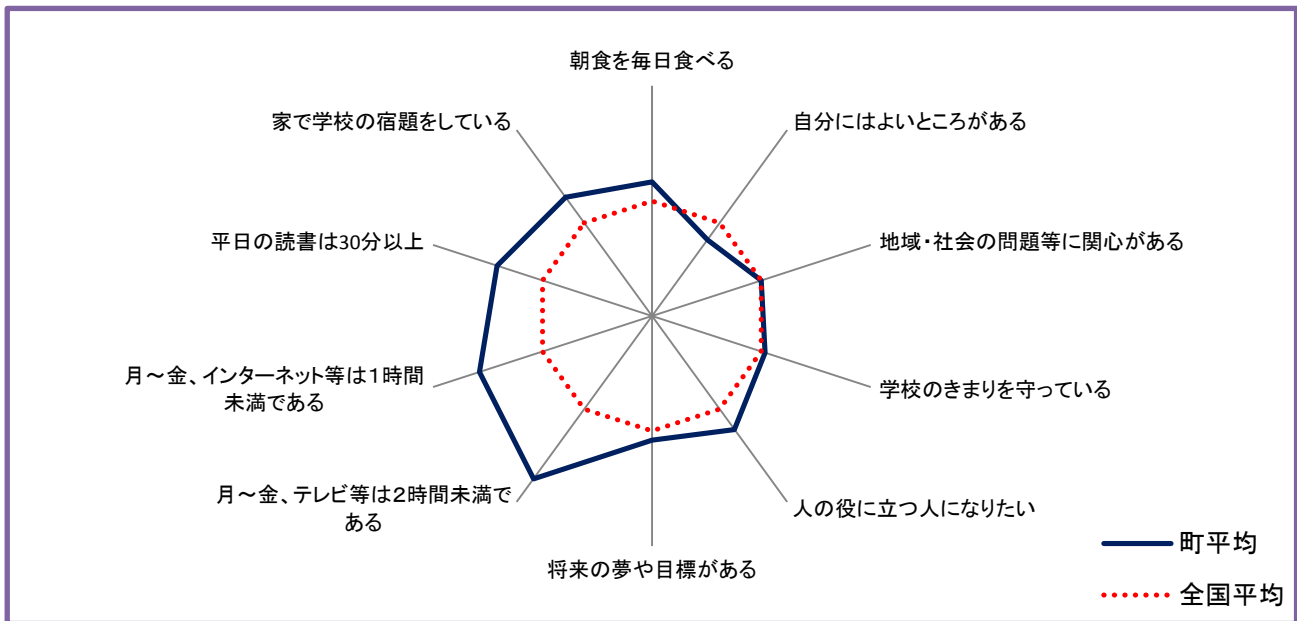 朝食を毎日食べる
自分にはよいところがある
地域・社会の問題等に関心がある
学校のきまりを守っている
人の役に立つ人になりたい
将来の夢や目標がある
月～金、テレビ等は２時間未満で
ある
月～金、インターネット等は１時間
未満である
平日の読書は30分以上
家で学校の宿題をしている
町平均
全国平均